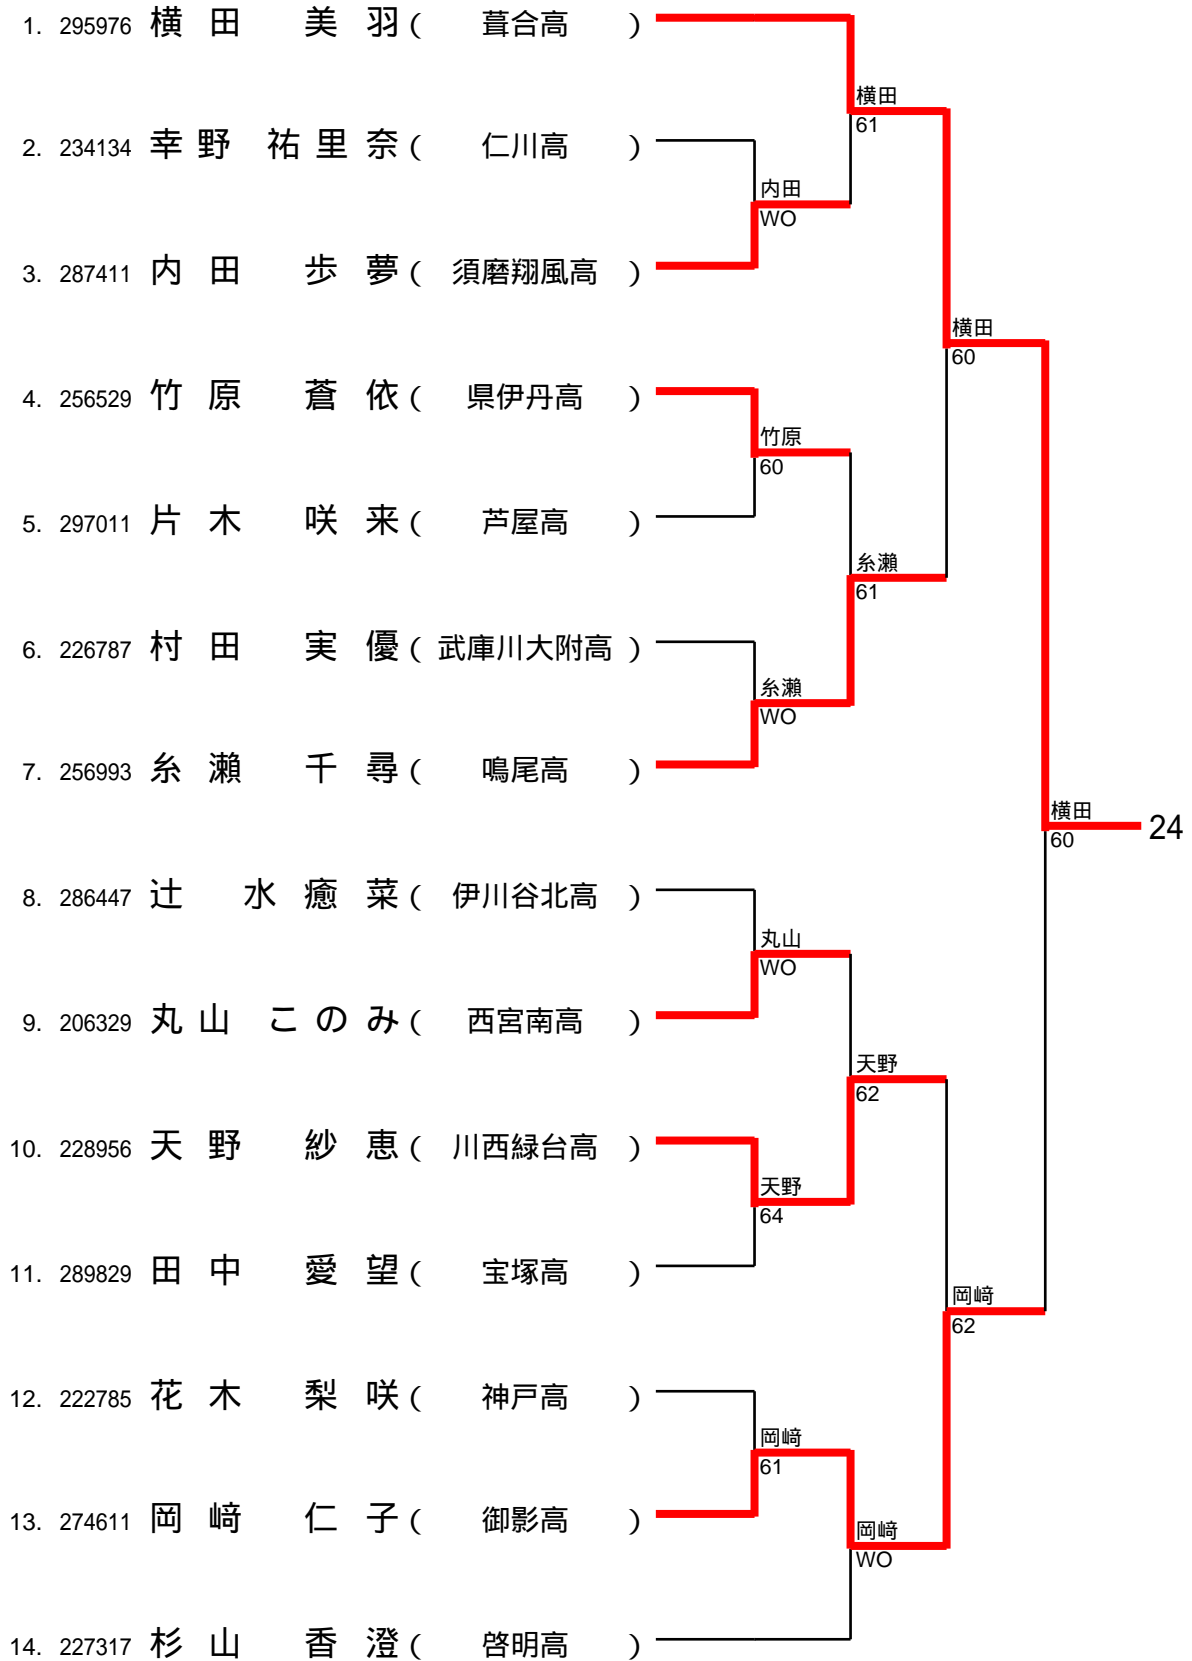 1. 295976 横田 美羽 ( 葺合高 )
横田
61
2. 234134 幸野 祐里奈 ( 仁川高 )
内田
WO
3. 287411 内田 歩夢 ( 須磨翔風高 )
横田
60
4. 256529 竹原 蒼依 ( 県伊丹高 )
竹原
60
5. 297011 片木 咲来 ( 芦屋高 )
糸瀨
61
6. 226787 村田 実優 ( 武庫川大附高 )
糸瀨
WO
7. 256993 糸瀨 千尋 ( 鳴尾高 )
横田
60
24
8. 286447 辻 水癒菜 ( 伊川谷北高 )
丸山
WO
9. 206329 丸山 このみ ( 西宮南高 )
天野
62
10. 228956 天野 紗恵 ( 川西緑台高 )
天野
64
11. 289829 田中 愛望 ( 宝塚高 )
岡﨑
62
12. 222785 花木 梨咲 ( 神戸高 )
岡﨑
61
13. 274611 岡﨑 仁子 ( 御影高 )
岡﨑
WO
14. 227317 杉山 香澄 ( 啓明高 )